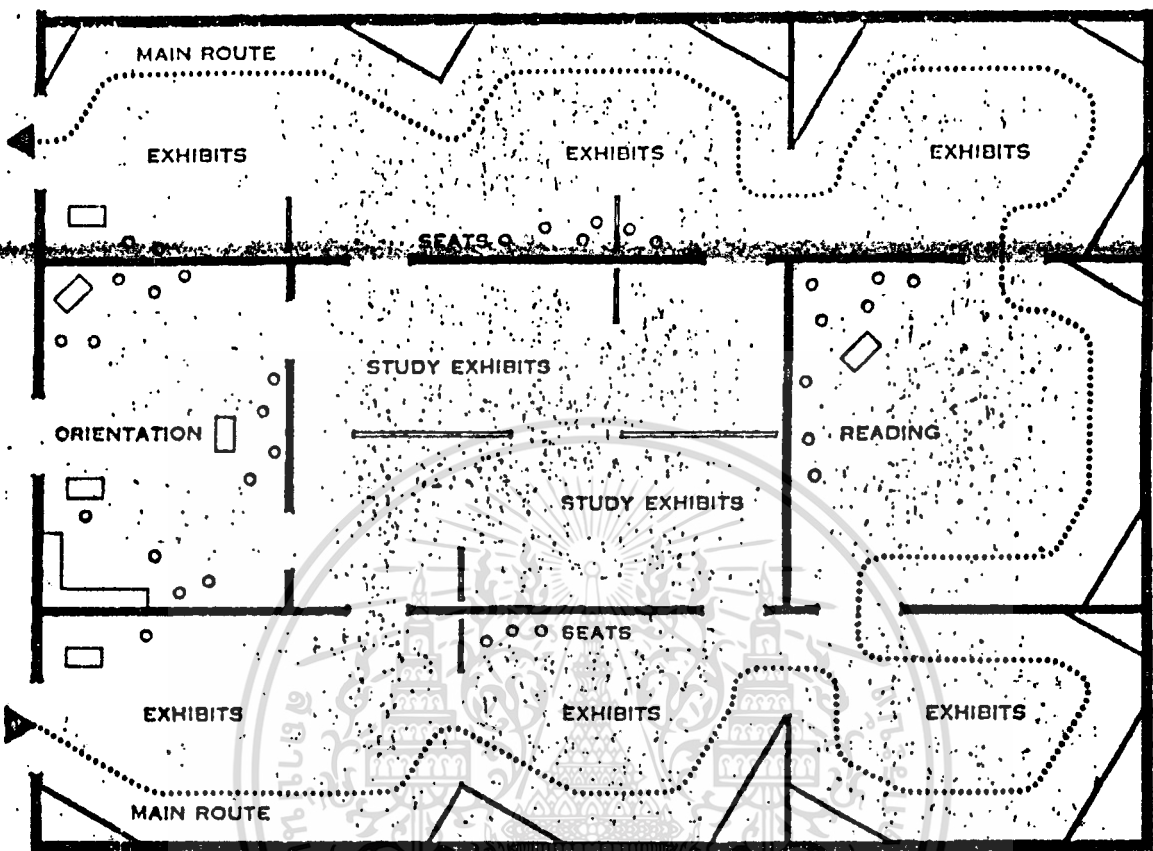 MAIN ROUTE
EXHIBITS
EXHIBITS
EXHIBITS
SEATS
STUDY EXHIBITS
ORIENTATION
READING
STUDY EXHIBITS
SEATS
EXHIBITS
EXHIBITS
EXHIBITS
MAIN ROUTE